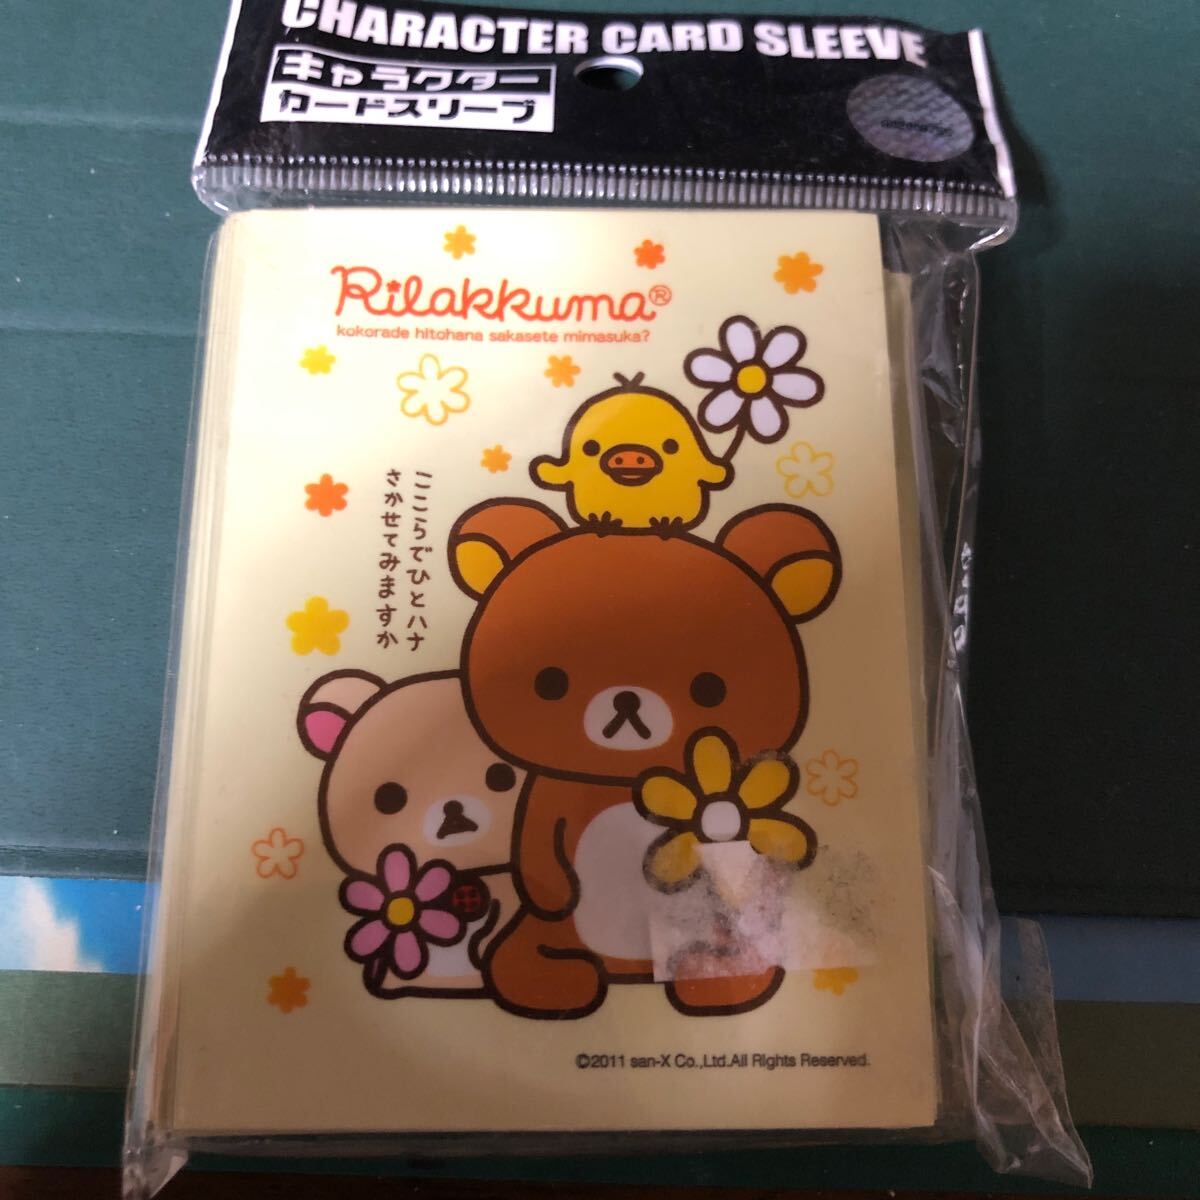 CHARACTER CARD SLEEVE
キャラクター
カードスリーブ
Rilakkuma®
kokorade hitohana sakasete mimasuka?
ここらでひとハナ
さかせてみますか
©2011 san-X Co.,Ltd.All Rights Reserved.